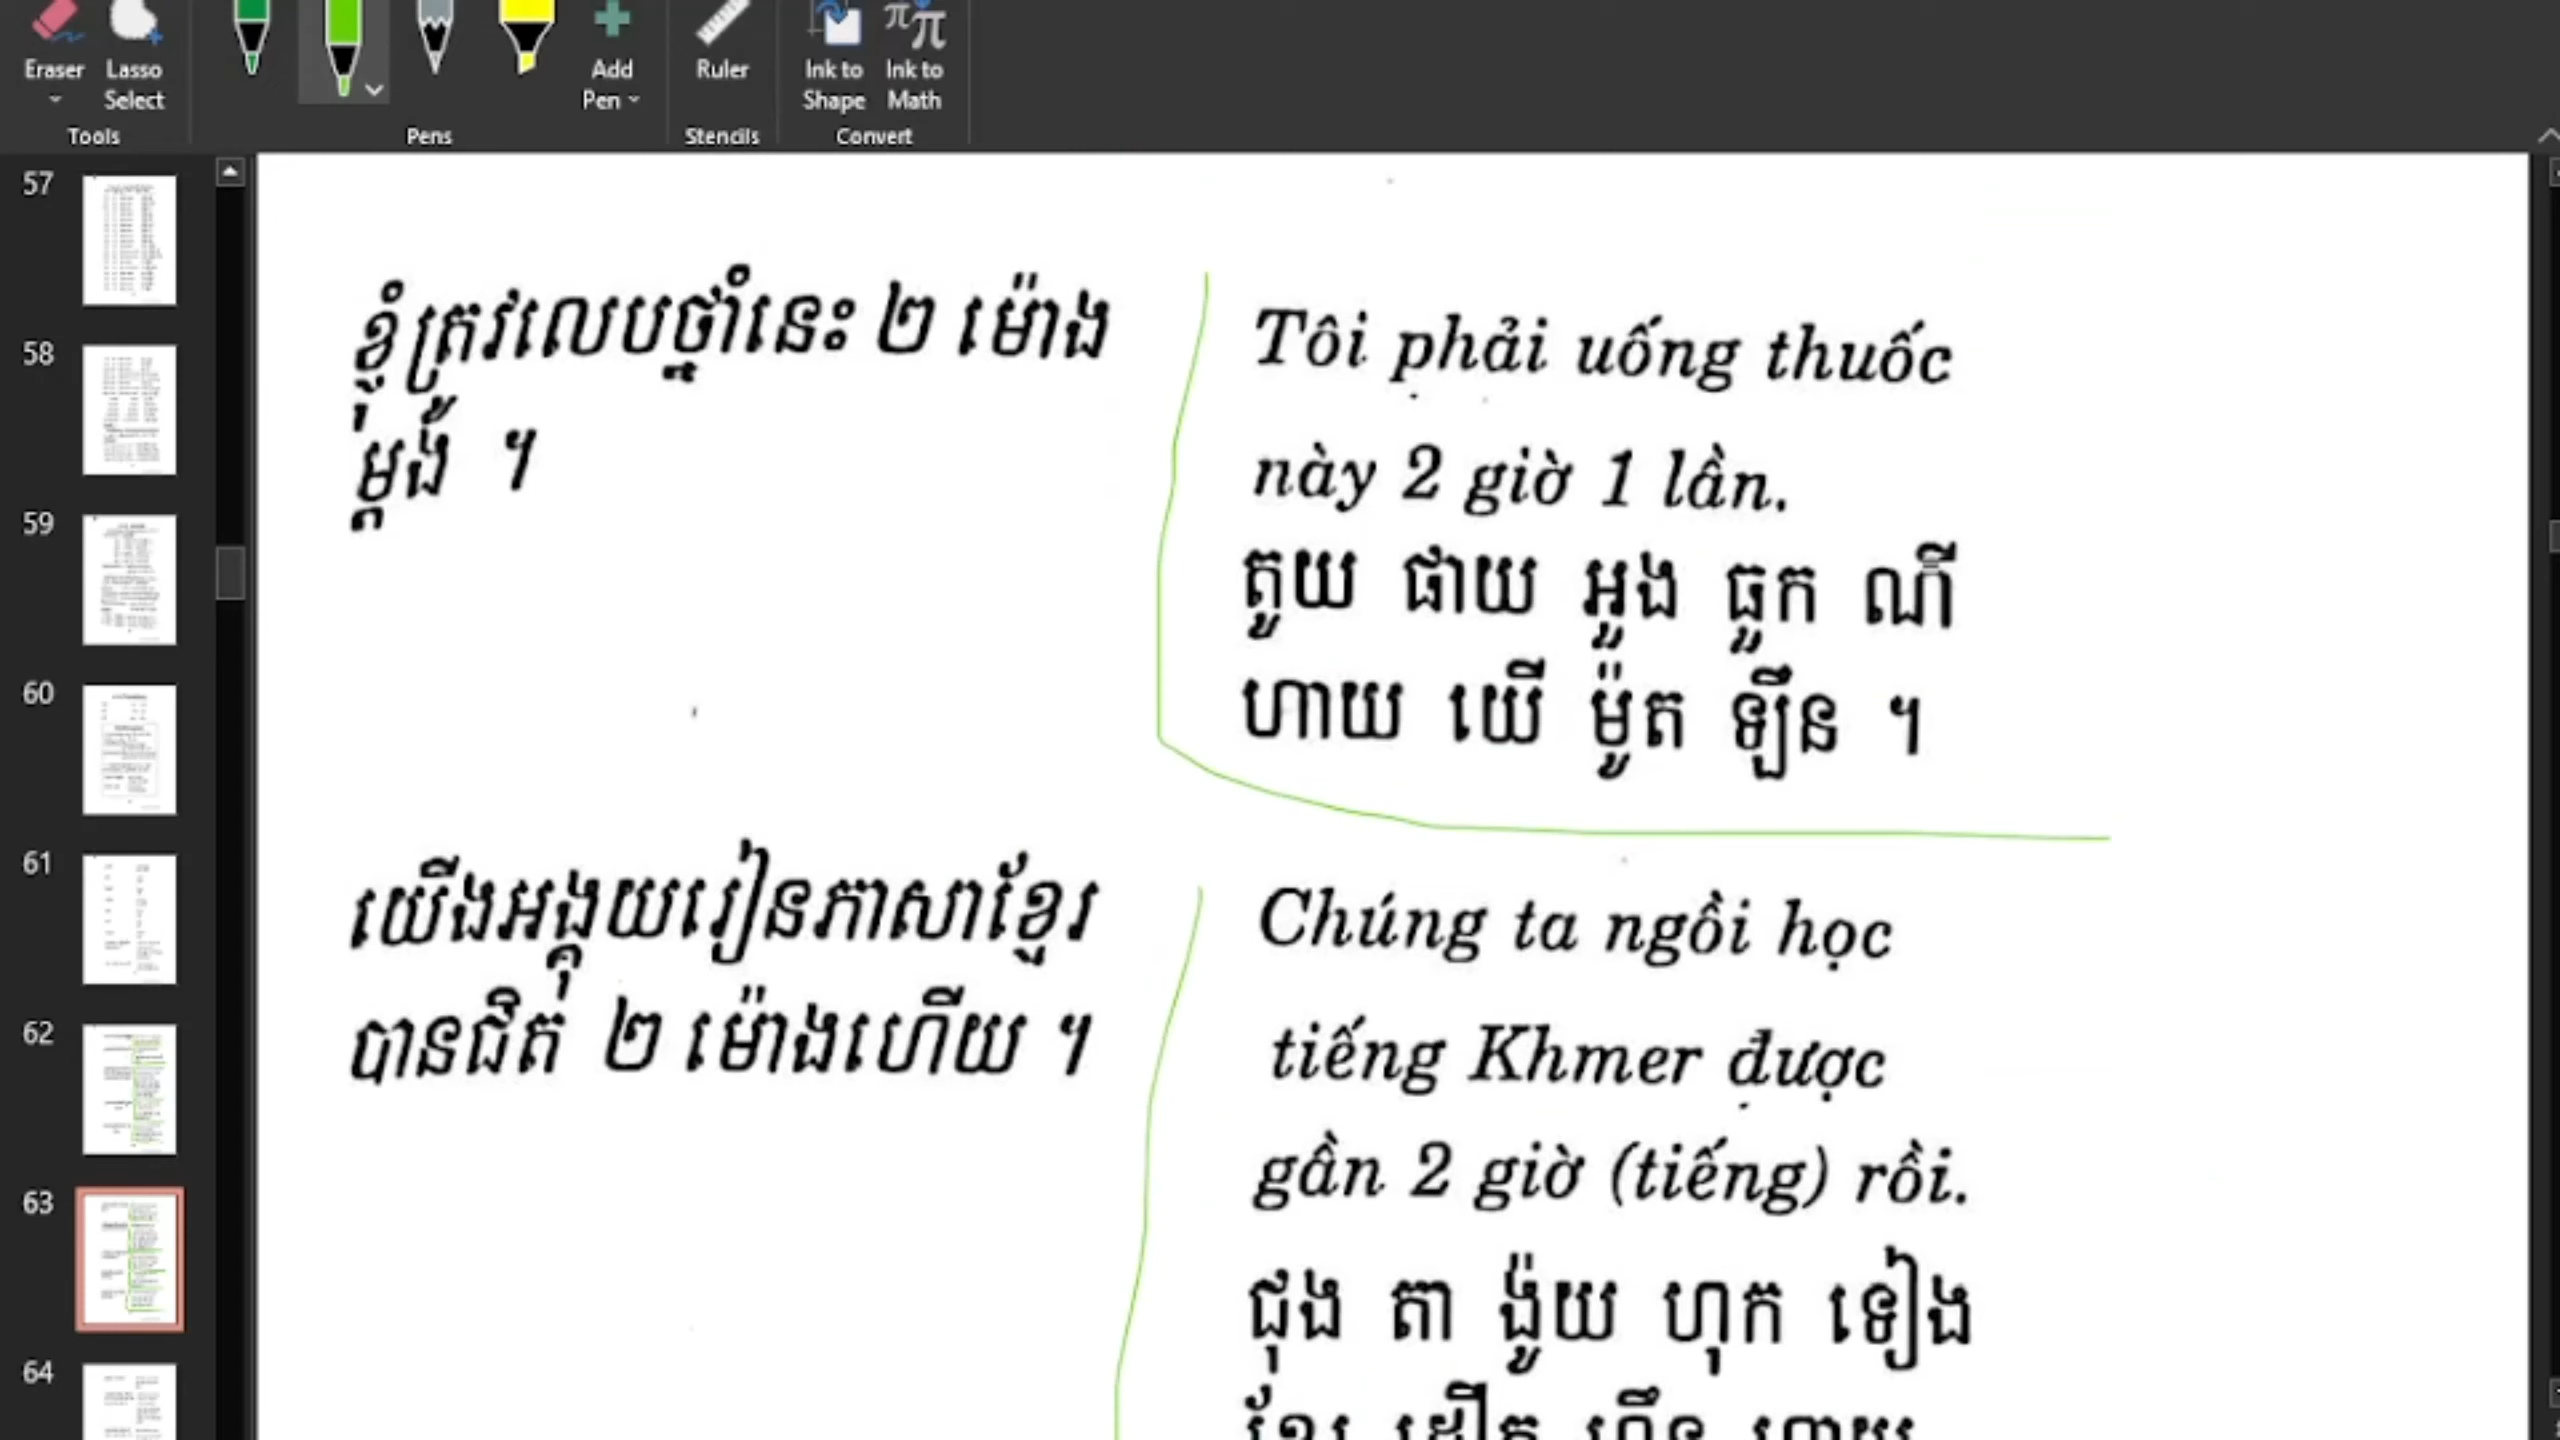 Eraser
Lasso
Select
Tools
Pens
Add
Pen
Ruler
Stencils
Ink to
Shape
Ink to
Math
Convert
57
58
59
60
61
62
63
64
ខ្ញុំត្រូវលេបថ្នាំនេះ ២ ម៉ោង
ម្ដង ។
Tôi phải uống thuốc
này 2 giờ 1 lần.
តូយ ផាយ អួង ធួក ណី
ហាយ យើ ម៉ូត ឡឹន ។
យើងអង្គុយរៀនភាសាខ្មែរ
បានជិត ២ ម៉ោងហើយ ។
Chúng ta ngồi học
tiếng Khmer được
gần 2 giờ (tiếng) rồi.
ជុង តា ង៉ូយ ហុក ទៀង